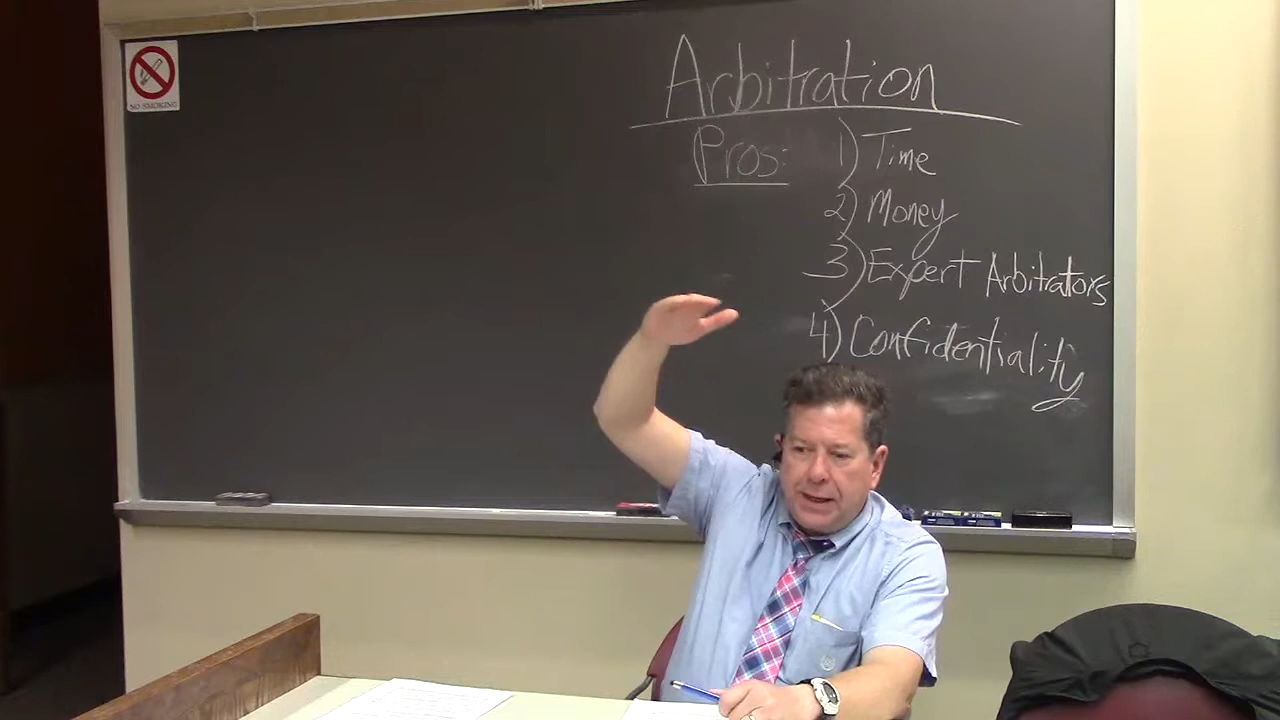 NO SMOKING
Arbitration
Pros: 1) Time
2) Money
3) Expert Arbitrators
4) Confidentiality